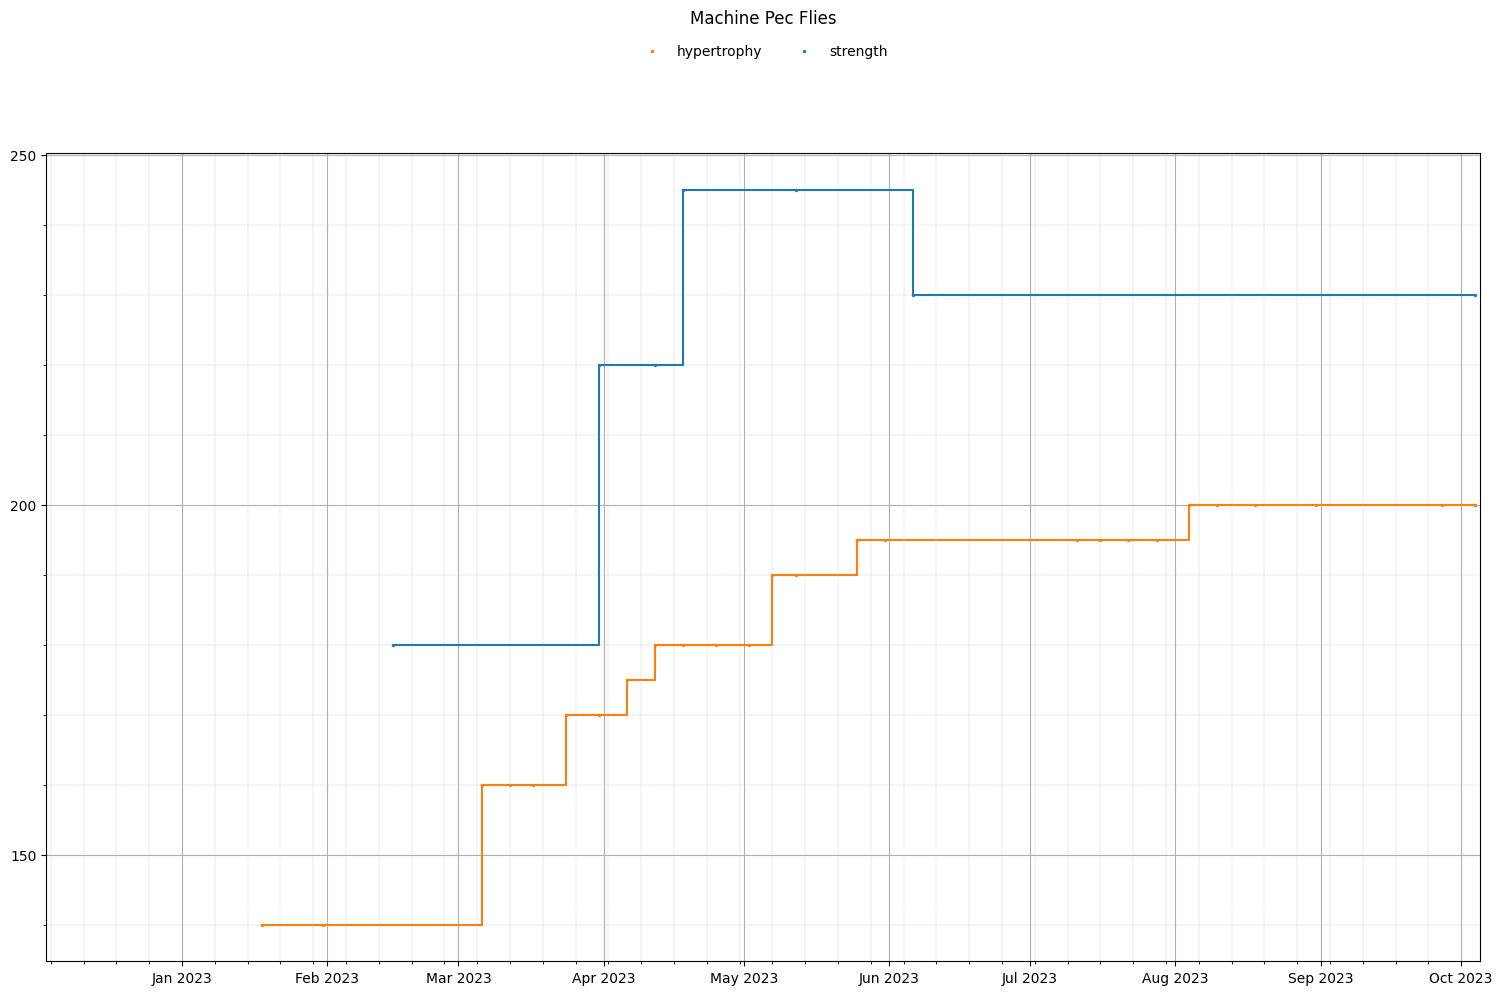 Machine Pec Flies
hypertrophy strength
250
200
150
Jan 2023 Feb 2023 Mar 2023 Apr 2023 May 2023 Jun 2023 Jul 2023 Aug 2023 Sep 2023 Oct 2023